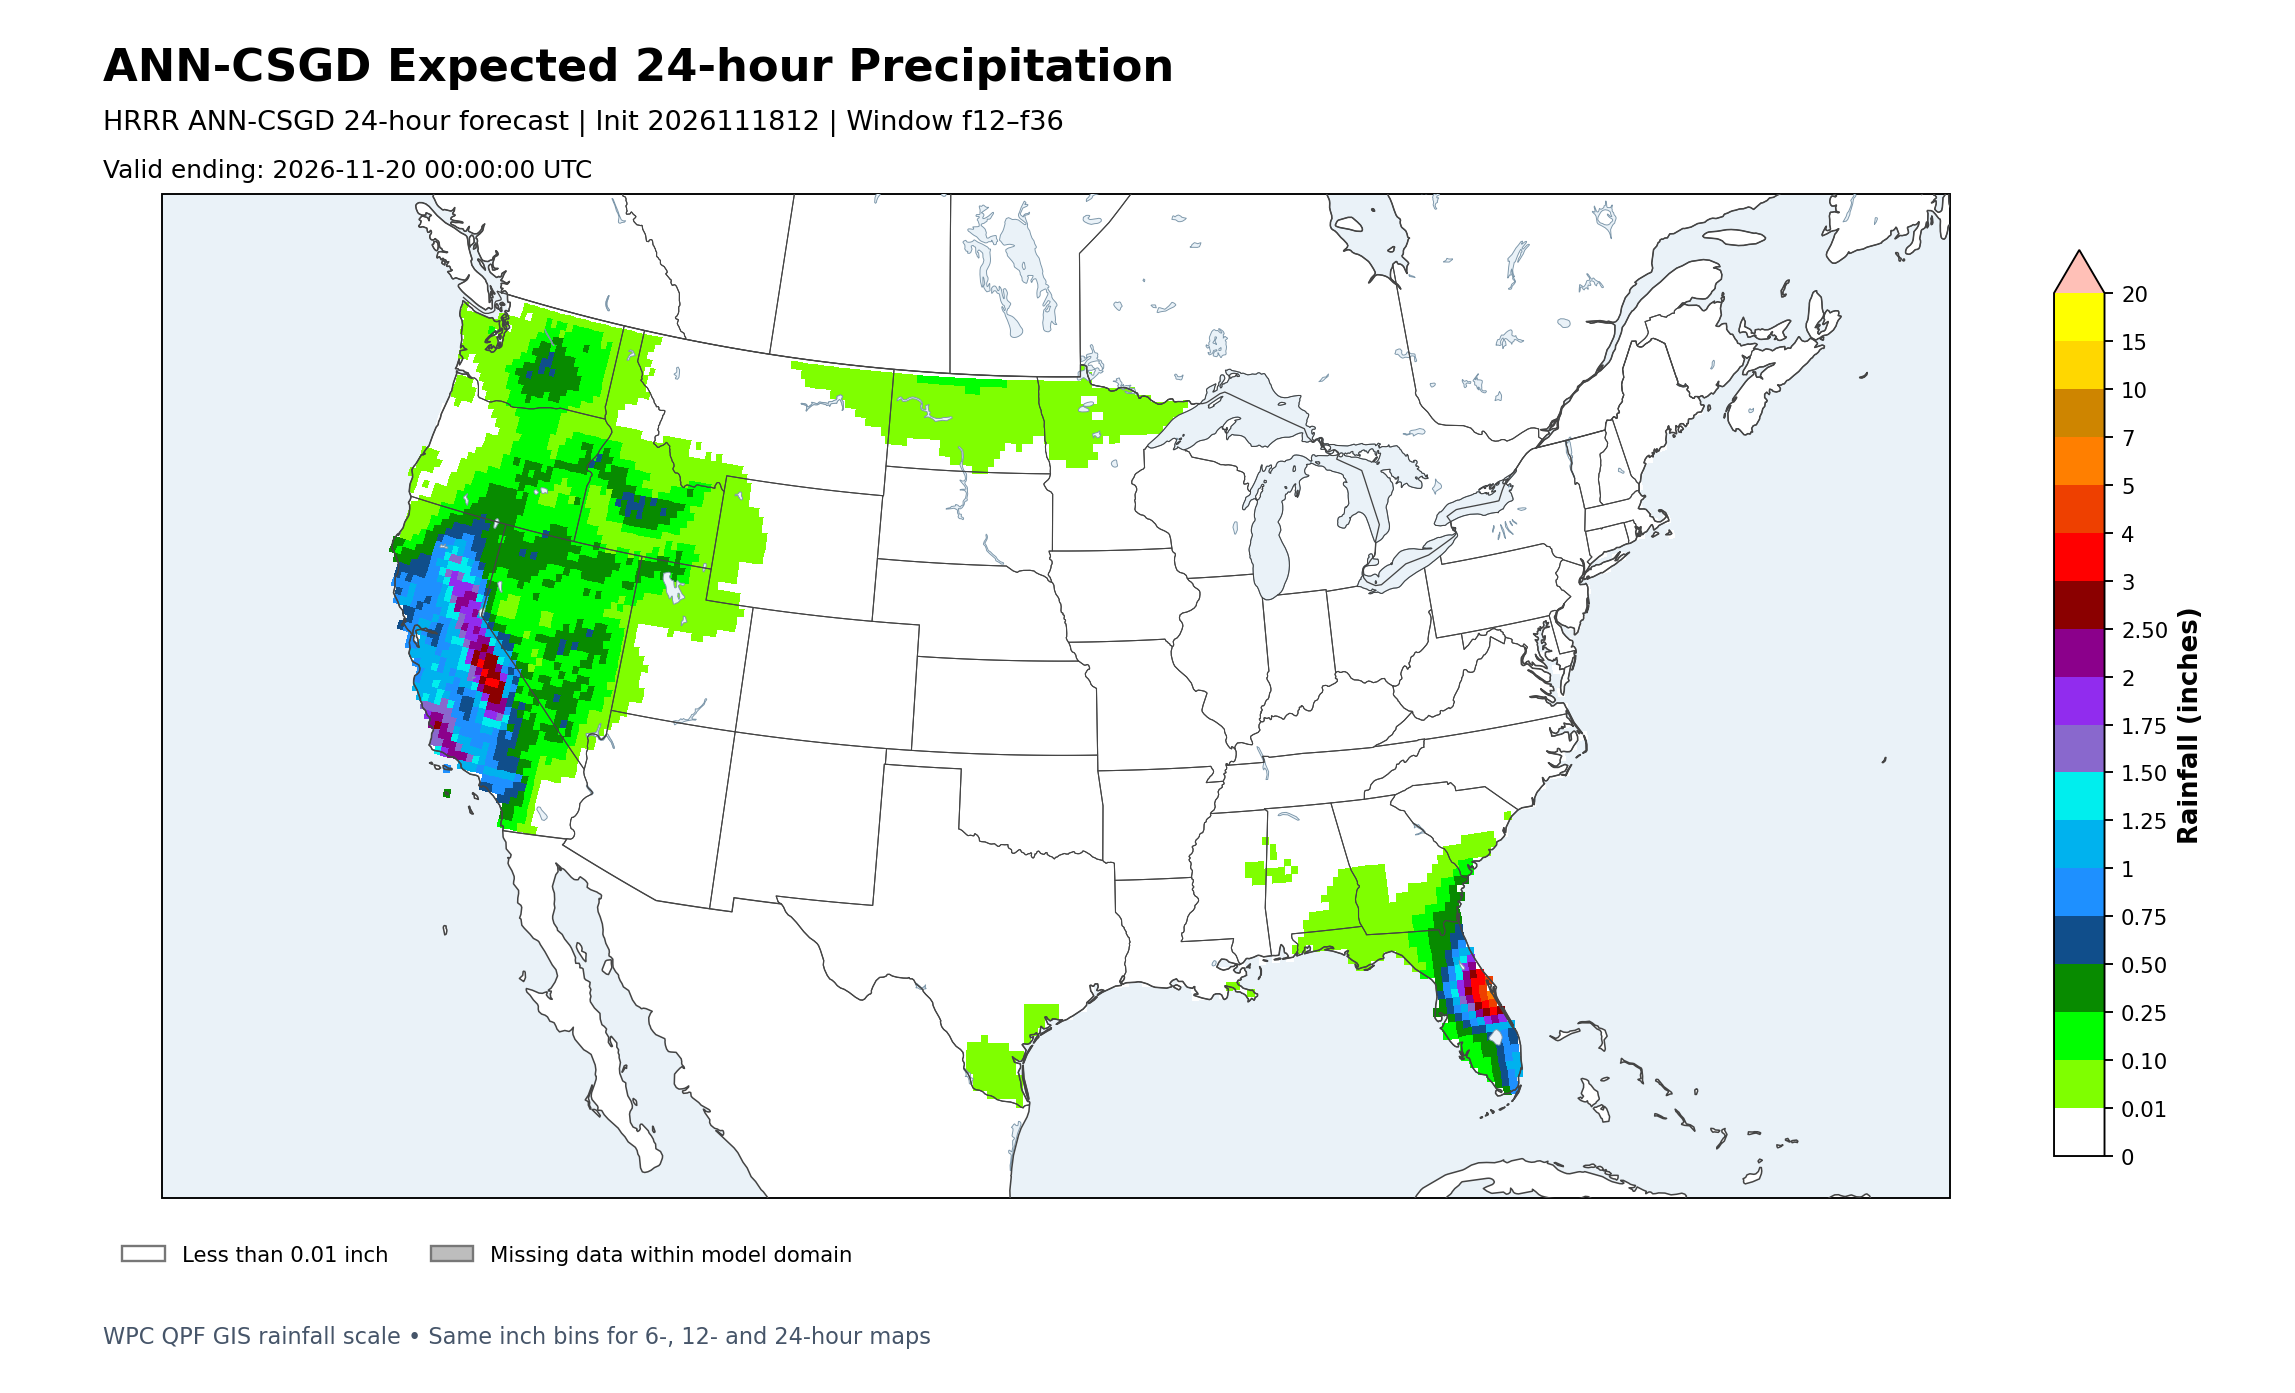 ANN-CSGD Expected 24-hour Precipitation
HRRR ANN-CSGD 24-hour forecast | Init 2026111812 | Window f12–f36
Valid ending: 2026-11-20 00:00:00 UTC
20
15
10
7
5
4
3
2.50
2
1.75
1.50
1.25
1
0.75
0.50
0.25
0.10
0.01
0
Rainfall (inches)
Less than 0.01 inch
Missing data within model domain
WPC QPF GIS rainfall scale • Same inch bins for 6-, 12- and 24-hour maps